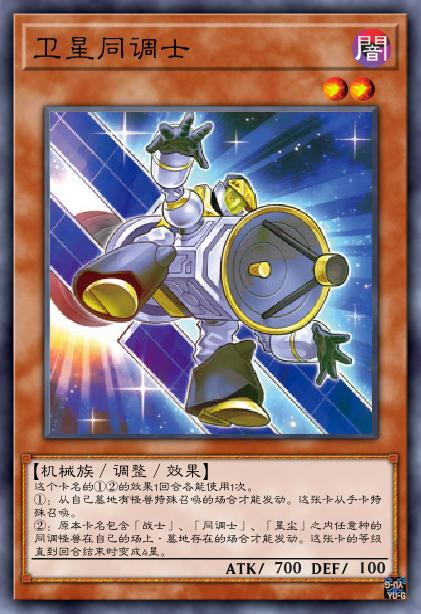 卫星同调士
闇
【机械族／调整／效果】
这个卡名的①②的效果1回合各能使用1次。
①：从自己墓地有怪兽特殊召唤的场合才能发动。这张卡从手卡特
殊召唤。
②：原本卡名包含「战士」、「同调士」、「星尘」之内任意种的
同调怪兽在自己的场上·墓地存在的场合才能发动。这张卡的等级
直到回合结束时变成4星。
ATK/ 700 DEF/ 100